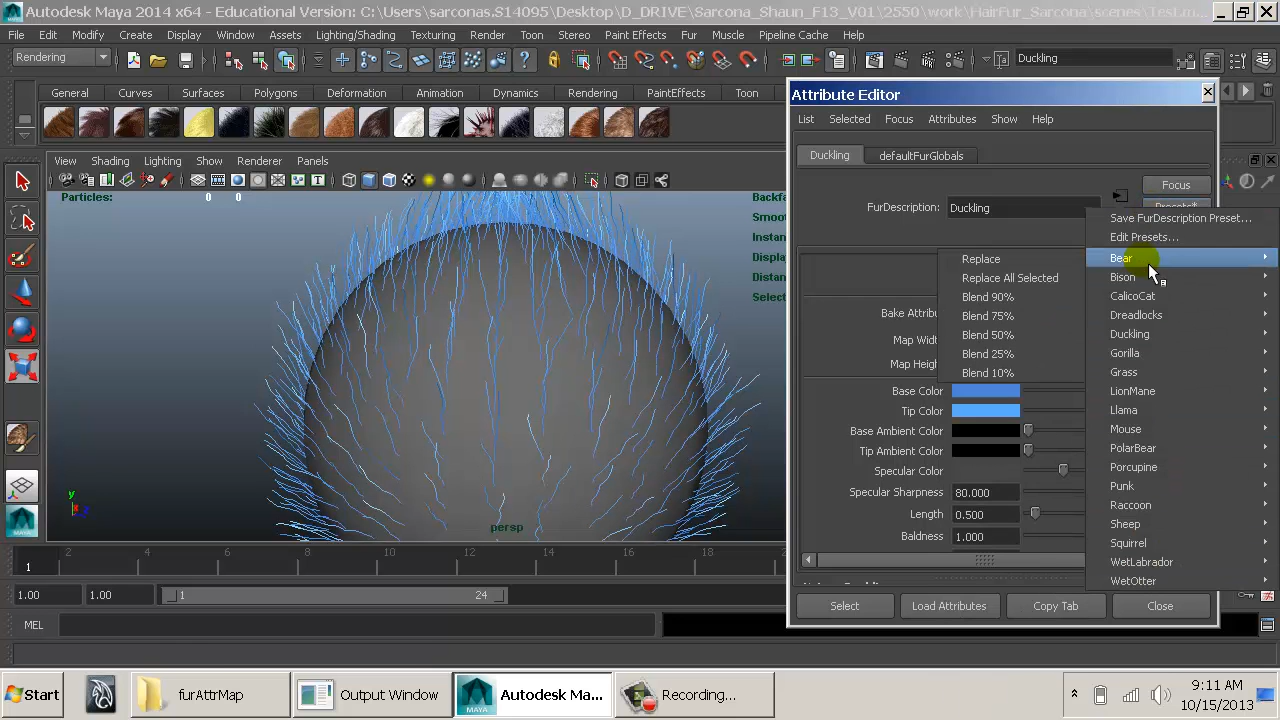 Autodesk Maya 2014 x64 - Educational Version: C:\Users\sarconas.S14095\Desktop\D_DRIVE\Sarcona_Shaun_F13_V01\2550\work\HairFur_Sarcona\scenes\Test.m
File Edit Modify Create Display Window Assets Lighting/Shading Texturing Render Toon Stereo Paint Effects Fur Muscle Pipeline Cache Help
Rendering
Duckling
General Curves Surfaces Polygons Deformation Animation Dynamics Rendering PaintEffects Toon
View Shading Lighting Show Renderer Panels
Particles: 0 0
Backfa
Smoo
Instan
Displa
Distan
Select
persp
y
x
z
Attribute Editor
List Selected Focus Attributes Show Help
Duckling defaultFurGlobals
Focus
Presets*
FurDescription: Duckling
Bake Attribu
Map Widt
Map Heigh
Base Color
Tip Color
Base Ambient Color
Tip Ambient Color
Specular Color
Specular Sharpness 80.000
Length 0.500
Baldness 1.000
Replace
Replace All Selected
Blend 90%
Blend 75%
Blend 50%
Blend 25%
Blend 10%
Save FurDescription Preset...
Edit Presets...
Bear
Bison
CalicoCat
Dreadlocks
Duckling
Gorilla
Grass
LionMane
Llama
Mouse
PolarBear
Porcupine
Punk
Raccoon
Sheep
Squirrel
WetLabrador
WetOtter
Select Load Attributes Copy Tab Close
2 4 6 8 10 12 14 16 18
1
1.00 1.00 1 24
MEL
Start furAttrMap Output Window Autodesk Ma... Recording...
9:11 AM
10/15/2013